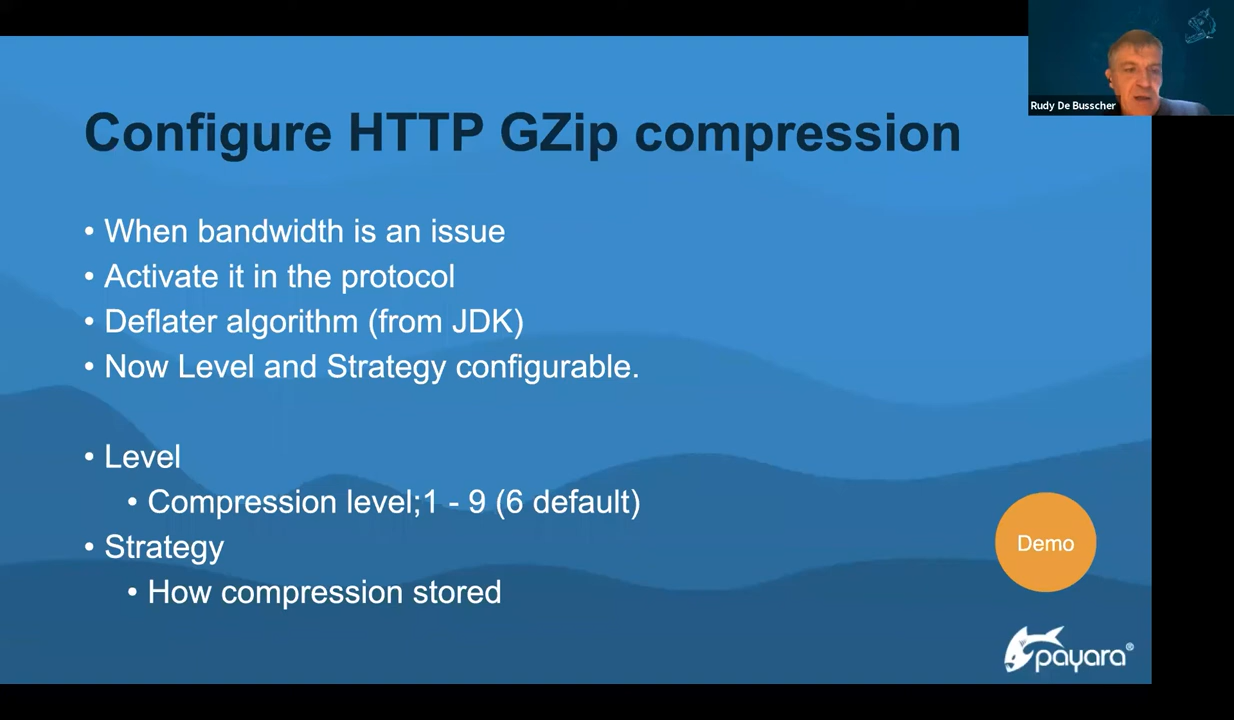 Configure HTTP GZip compression
• When bandwidth is an issue
• Activate it in the protocol
• Deflater algorithm (from JDK)
• Now Level and Strategy configurable.
• Level
• Compression level;1 - 9 (6 default)
• Strategy
• How compression stored
Demo
payara®
Rudy De Busscher